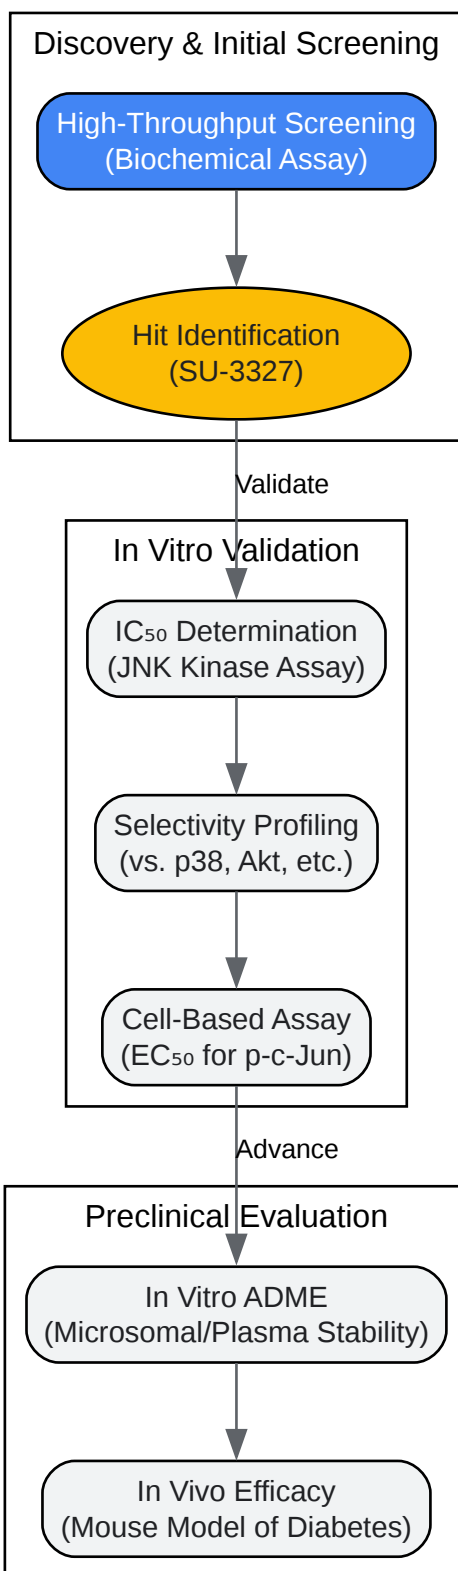 Discovery & Initial Screening
High-Throughput Screening
(Biochemical Assay)
Hit Identification
(SU-3327)
Validate
In Vitro Validation
IC₅₀ Determination
(JNK Kinase Assay)
Selectivity Profiling
(vs. p38, Akt, etc.)
Cell-Based Assay
(EC₅₀ for p-c-Jun)
Advance
Preclinical Evaluation
In Vitro ADME
(Microsomal/Plasma Stability)
In Vivo Efficacy
(Mouse Model of Diabetes)